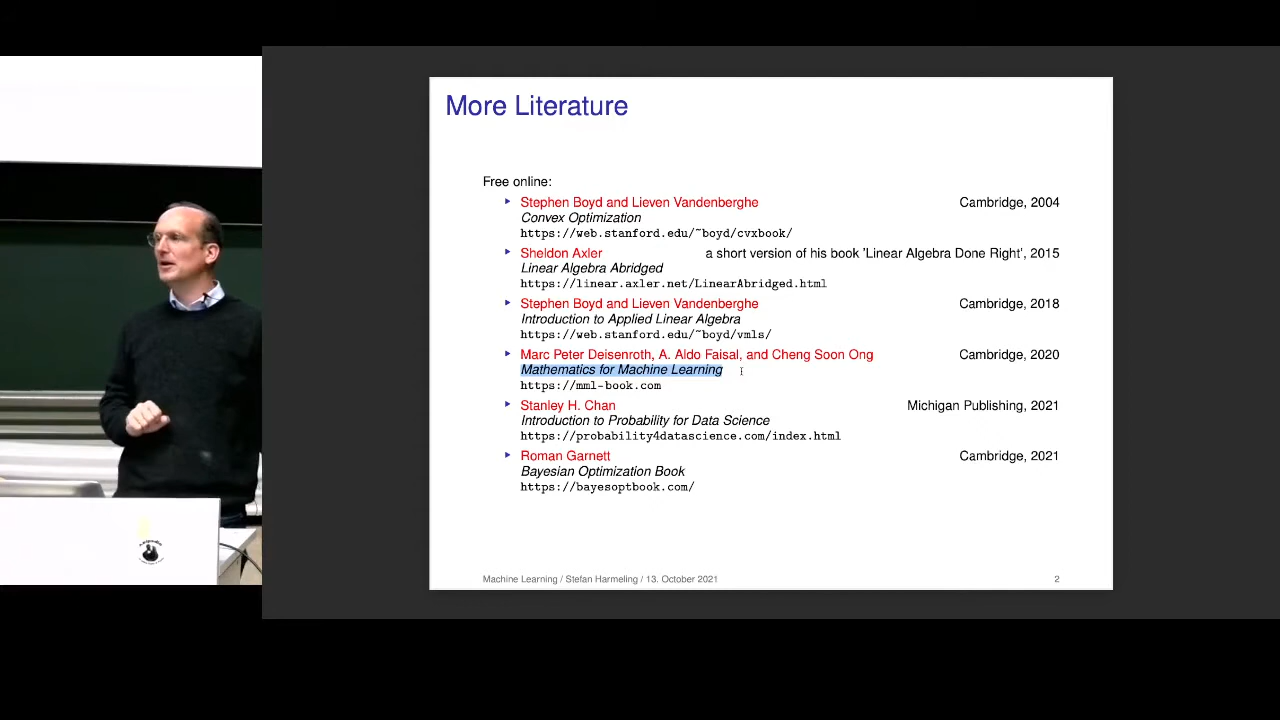 More Literature
Free online:
Stephen Boyd and Lieven Vandenberghe Cambridge, 2004
Convex Optimization
https://web.stanford.edu/~boyd/cvxbook/
Sheldon Axler a short version of his book 'Linear Algebra Done Right', 2015
Linear Algebra Abridged
https://linear.axler.net/LinearAbridged.html
Stephen Boyd and Lieven Vandenberghe Cambridge, 2018
Introduction to Applied Linear Algebra
https://web.stanford.edu/~boyd/vmls/
Marc Peter Deisenroth, A. Aldo Faisal, and Cheng Soon Ong Cambridge, 2020
Mathematics for Machine Learning
https://mml-book.com
Stanley H. Chan Michigan Publishing, 2021
Introduction to Probability for Data Science
https://probability4datascience.com/index.html
Roman Garnett Cambridge, 2021
Bayesian Optimization Book
https://bayesoptbook.com/
Machine Learning / Stefan Harmeling / 13. October 2021 2